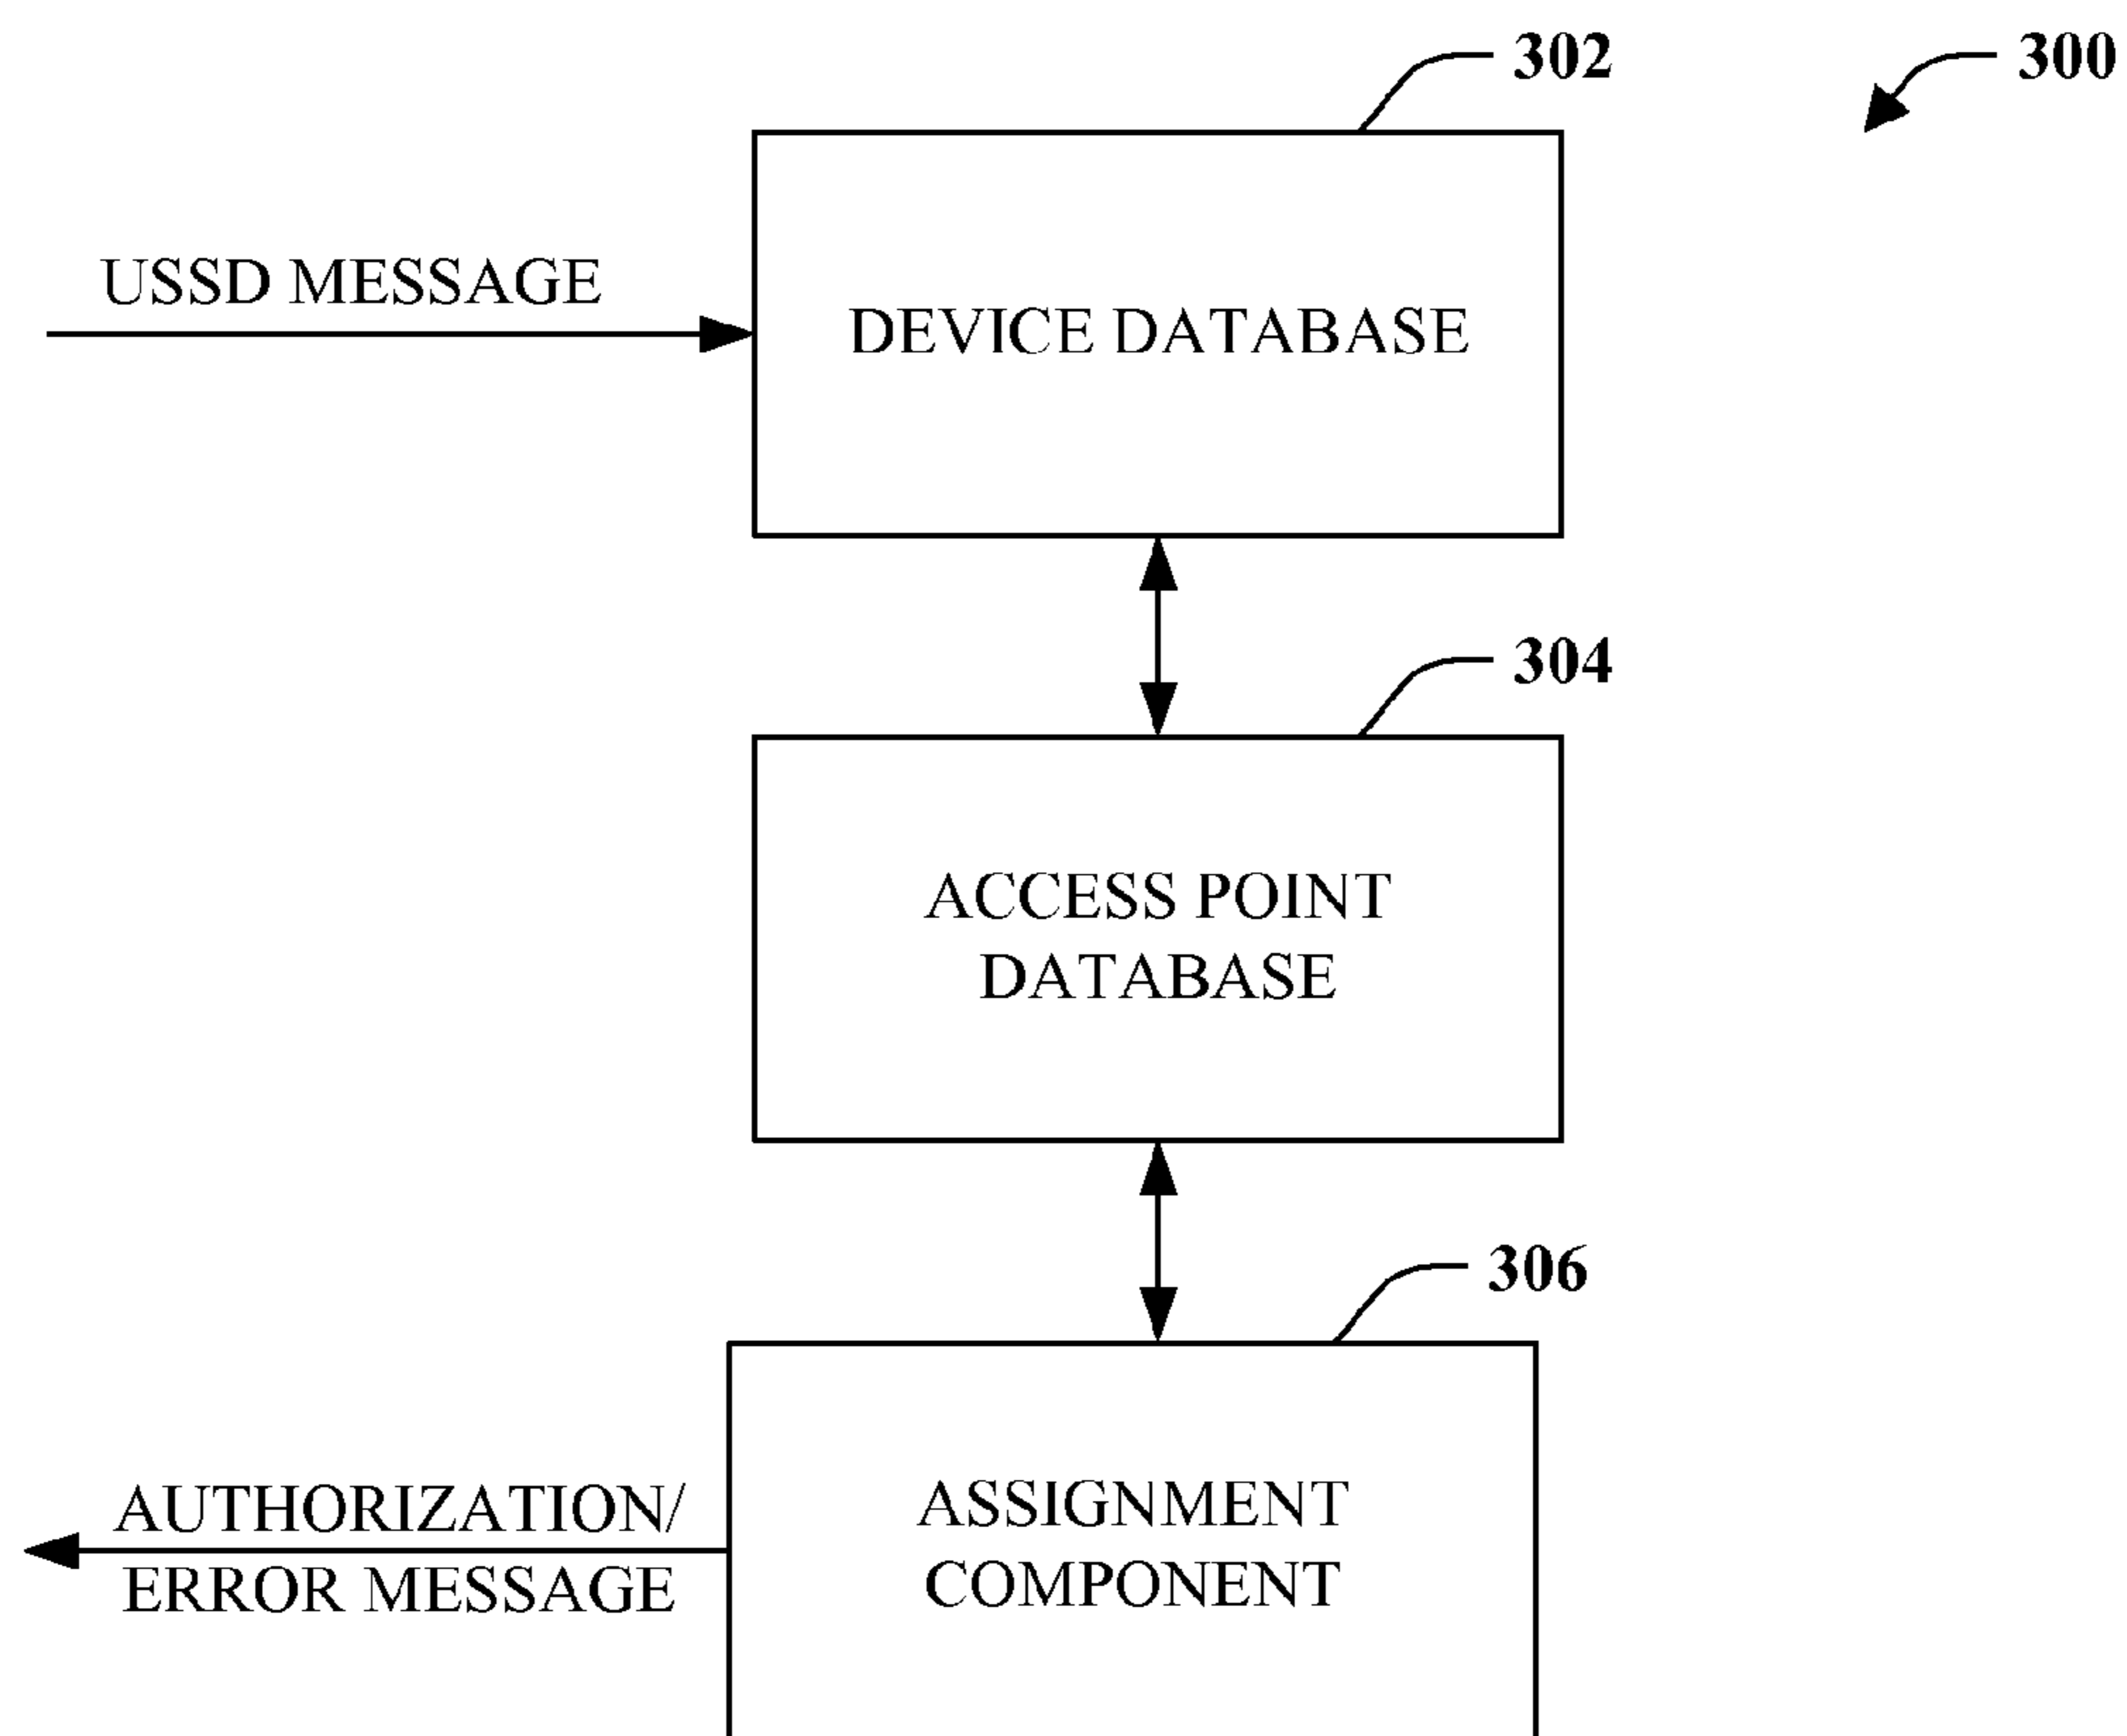 302
300
USSD MESSAGE
DEVICE DATABASE
304
ACCESS POINT
DATABASE
306
AUTHORIZATION/
ERROR MESSAGE
ASSIGNMENT
COMPONENT